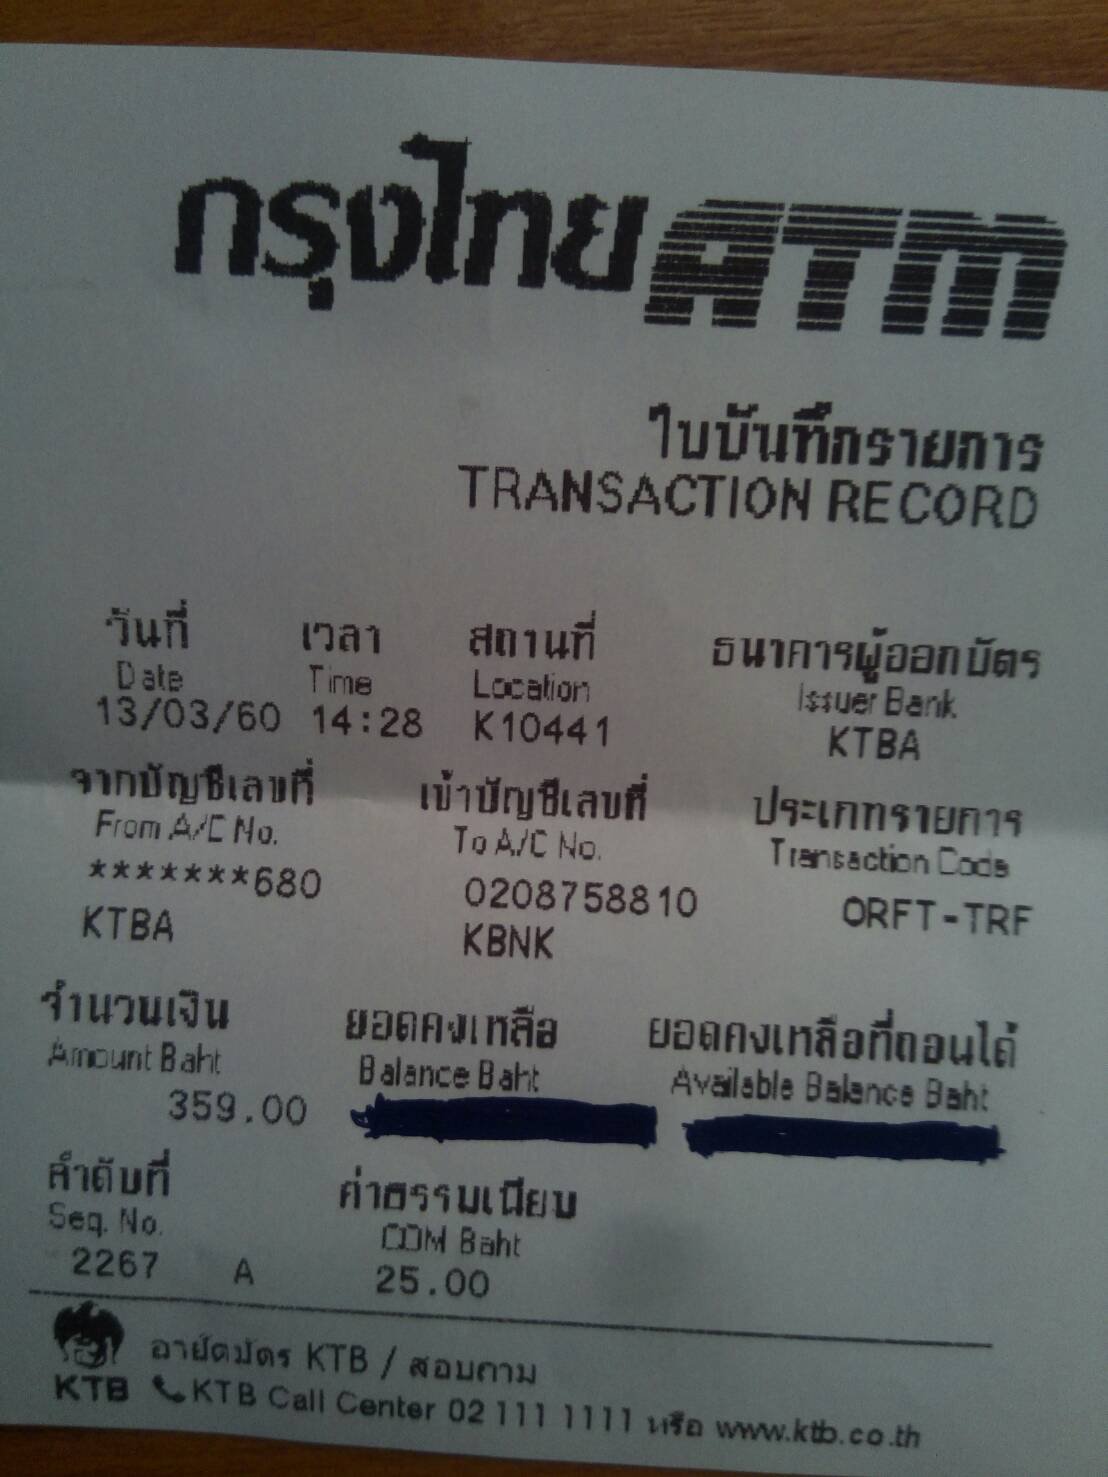 กรุงไทย ATM
ใบบันทึกรายการ
TRANSACTION RECORD
วันที่ เวลา สถานที่ ธนาคารผู้ออกบัตร
Date Time Location Issuer Bank
13/03/60 14:28 K10441 KTBA
จากบัญชีเลขที่ เข้าบัญชีเลขที่ ประเภทรายการ
From A/C No. To A/C No. Transaction Code
*******680 0208758810 ORFT-TRF
KTBA KBNK
จำนวนเงิน ยอดคงเหลือ ยอดคงเหลือที่ถอนได้
Amount Baht Balance Baht Available Balance Baht
359.00
ลำดับที่ ค่าธรรมเนียม
Seq. No. COM Baht
2267 A 25.00
อายัดบัตร KTB / สอบถาม
KTB KTB Call Center 02 111 1111 หรือ www.ktb.co.th